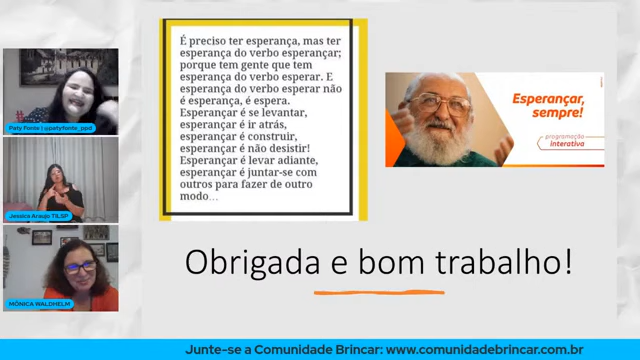 É preciso ter esperança, mas ter
esperança do verbo esperançar;
porque tem gente que tem
esperança do verbo esperar. E
esperança do verbo esperar não
é esperança, é espera.
Esperançar é se levantar,
esperançar é ir atrás,
esperançar é construir,
esperançar é não desistir!
Esperançar é levar adiante,
esperançar é juntar-se com
outros para fazer de outro
modo...
Esperançar,
sempre!
programação
interativa
Paty Fonte | @patyfonte_ppd
Jessica Araujo TILSP
MÔNICA WALDHELM
Obrigada e bom trabalho!
Junte-se a Comunidade Brincar: www.comunidadebrincar.com.br